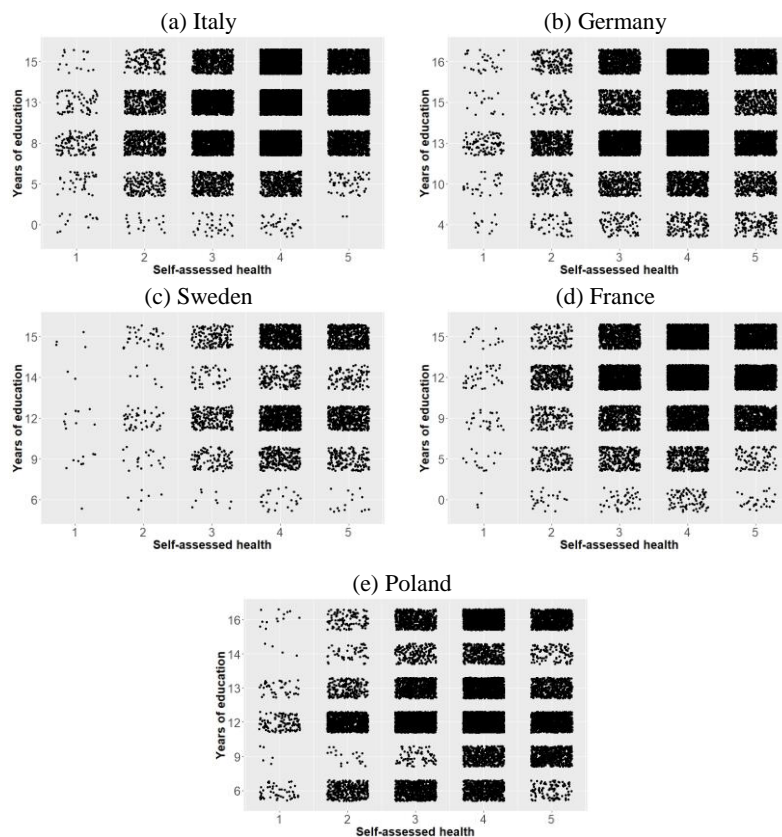 (a) Italy
Years of education
15
13
8
5
0
1 2 3 4 5
Self-assessed health
(b) Germany
Years of education
16
15
13
10
4
1 2 3 4 5
Self-assessed health
(c) Sweden
Years of education
15
14
12
9
6
1 2 3 4 5
Self-assessed health
(d) France
Years of education
15
12
9
5
0
1 2 3 4 5
Self-assessed health
(e) Poland
Years of education
16
14
13
12
9
6
1 2 3 4 5
Self-assessed health